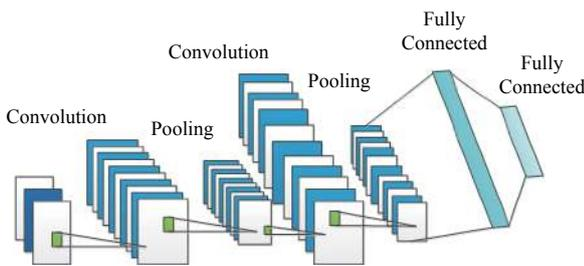 Convolution
Pooling
Convolution
Pooling
Fully
Connected
Fully
Connected